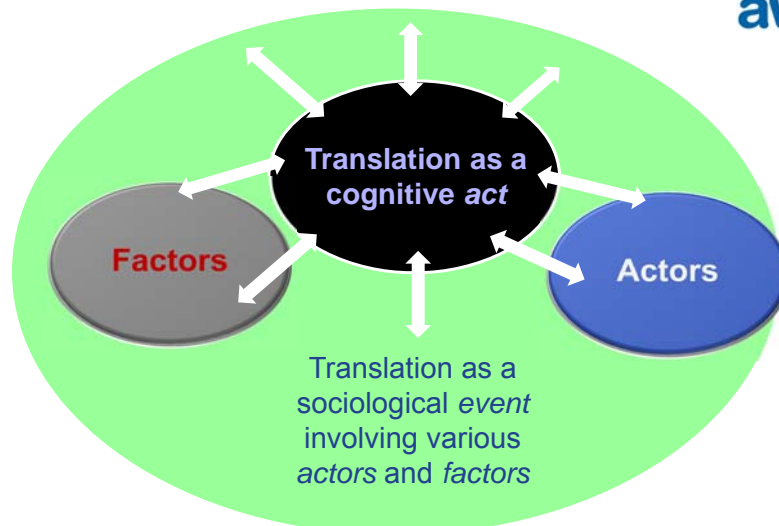 Translation as a
cognitive act
Factors
Actors
Translation as a
sociological event
involving various
actors and factors